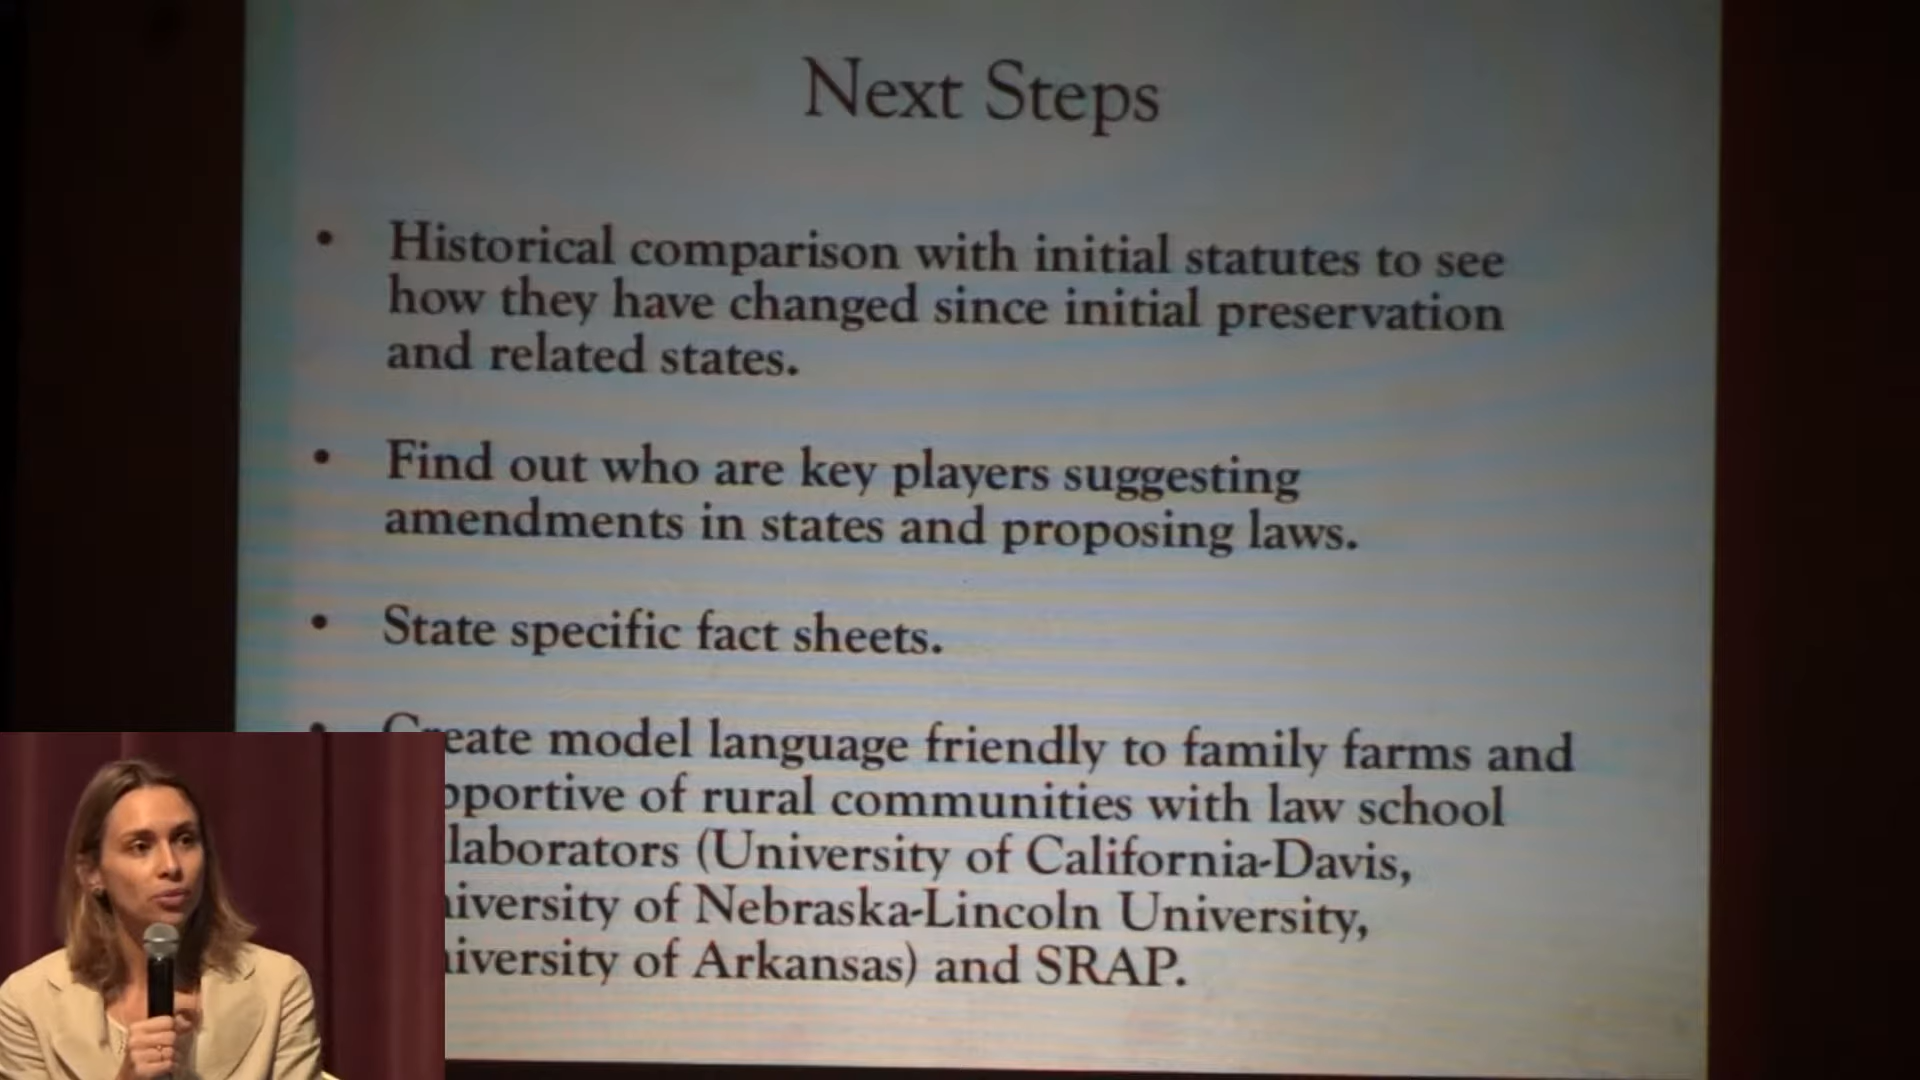 Next Steps
• Historical comparison with initial statutes to see
how they have changed since initial preservation
and related states.
• Find out who are key players suggesting
amendments in states and proposing laws.
• State specific fact sheets.
• Create model language friendly to family farms and
pportive of rural communities with law school
laborators (University of California-Davis,
iversity of Nebraska-Lincoln University,
iversity of Arkansas) and SRAP.